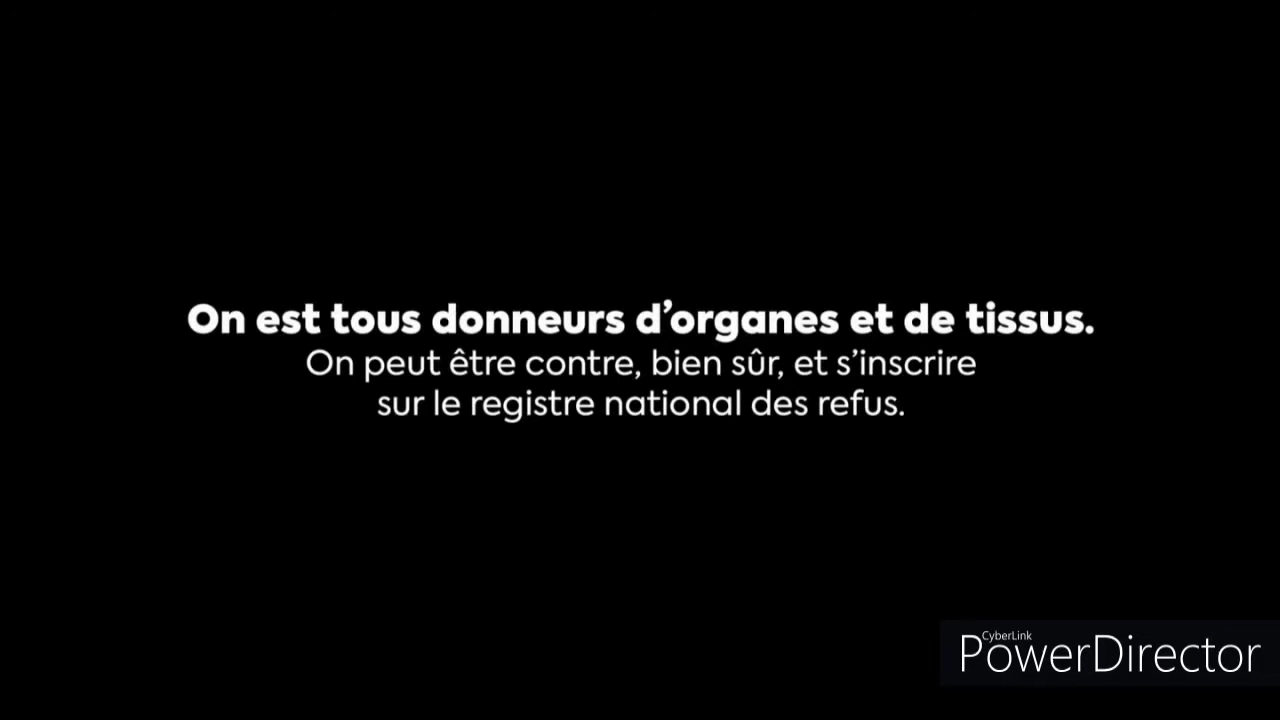 On est tous donneurs d’organes et de tissus.
On peut être contre, bien sûr, et s’inscrire
sur le registre national des refus.
CyberLink
PowerDirector